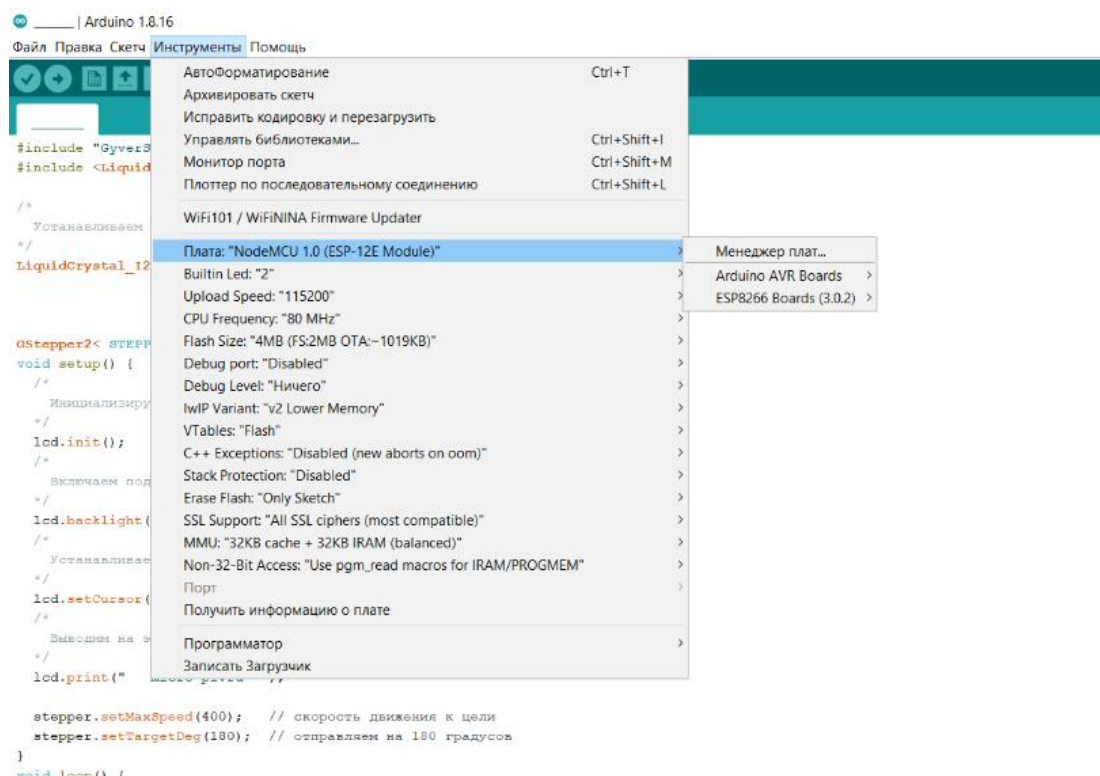 ______ | Arduino 1.8.16
Файл Правка Скетч Инструменты Помощь
АвтоФорматирование Ctrl+T
Архивировать скетч
Исправить кодировку и перезагрузить
Управлять библиотеками... Ctrl+Shift+I
Монитор порта Ctrl+Shift+M
Плоттер по последовательному соединению Ctrl+Shift+L
WiFi101 / WiFiNINA Firmware Updater
Плата: "NodeMCU 1.0 (ESP-12E Module)"
Builtin Led: "2"
Upload Speed: "115200"
CPU Frequency: "80 MHz"
Flash Size: "4MB (FS:2MB OTA:~1019KB)"
Debug port: "Disabled"
Debug Level: "Ничего"
lwIP Variant: "v2 Lower Memory"
VTables: "Flash"
C++ Exceptions: "Disabled (new aborts on oom)"
Stack Protection: "Disabled"
Erase Flash: "Only Sketch"
SSL Support: "All SSL ciphers (most compatible)"
MMU: "32KB cache + 32KB IRAM (balanced)"
Non-32-Bit Access: "Use pgm_read macros for IRAM/PROGMEM"
Порт
Получить информацию о плате
Программатор
Записать Загрузчик
Менеджер плат...
Arduino AVR Boards
ESP8266 Boards (3.0.2)
#include "GyverS
#include <Liquid
/*
Устанавливаем
*/
LiquidCrystal_I2
GStepper2< STEPP
void setup() {
/*
Инициализиру
*/
lcd.init();
/*
Включаем под
*/
lcd.backlight(
/*
Устанавливае
*/
lcd.setCursor(
/*
Выводим на э
*/
lcd.print("
stepper.setMaxSpeed(400); // скорость движения к цели
stepper.setTargetDeg(180); // отправляем на 180 градусов
}
void loop() {